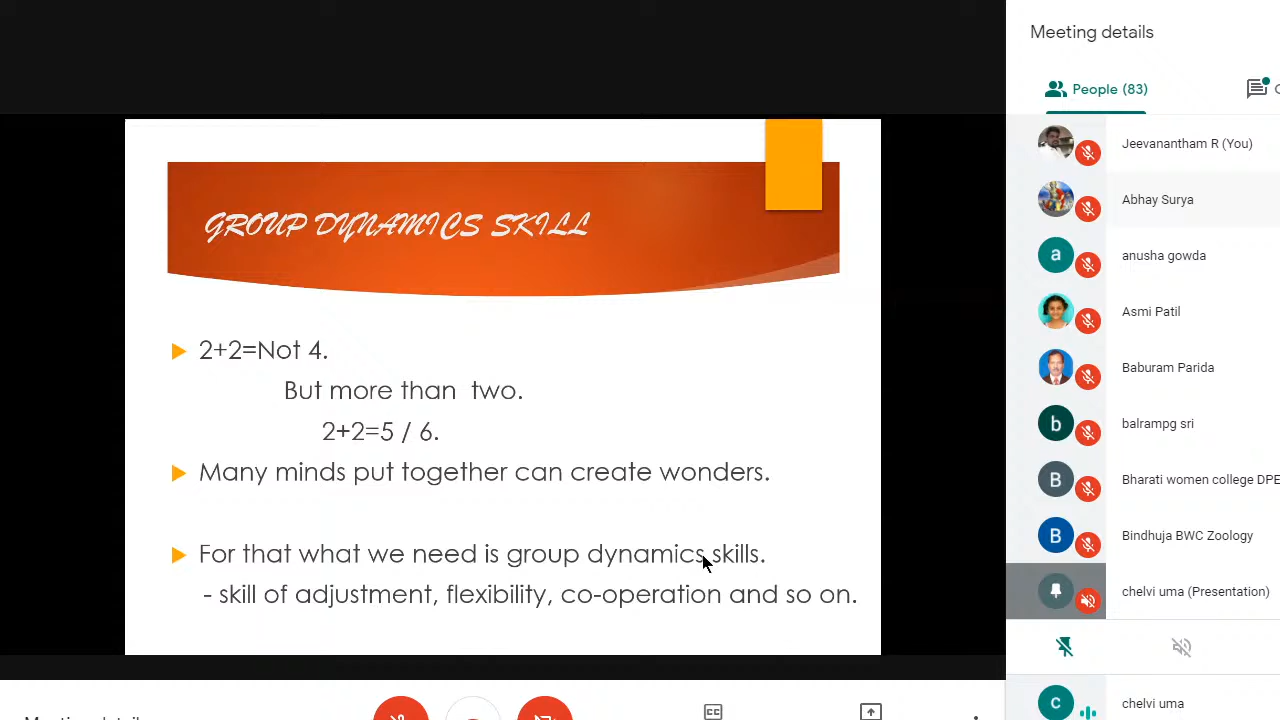 Meeting details
People (83)
GROUP DYNAMICS SKILL
2+2=Not 4.
But more than two.
2+2=5 / 6.
Many minds put together can create wonders.
For that what we need is group dynamics skills.
- skill of adjustment, flexibility, co-operation and so on.
Jeevanantham R (You)
Abhay Surya
a
anusha gowda
Asmi Patil
Baburam Parida
b
balrampg sri
B
Bharati women college DPE
B
Bindhuja BWC Zoology
chelvi uma (Presentation)
c
chelvi uma
CC